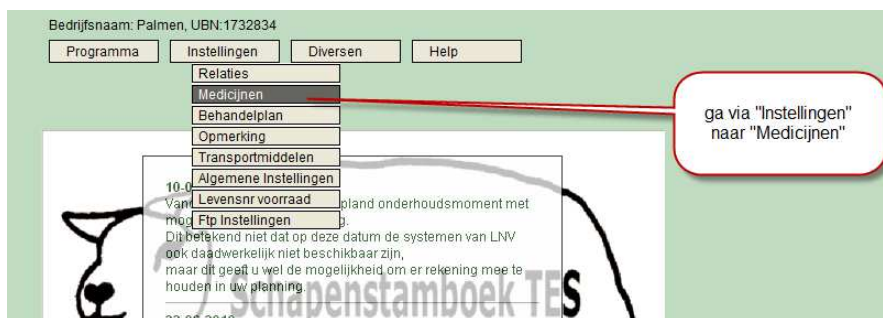 Bedrijfsnaam: Palmen, UBN:1732834
Programma Instellingen Diversen Help
Relaties
Medicijnen
Behandelplan
Opmerking
Transportmiddelen
Algemene Instellingen
Levensnr voorraad
Ftp Instellingen
ga via "Instellingen"
naar "Medicijnen"
10-0
pland onderhoudsmoment met
Dit betekend niet dat op deze datum de systemen van LNV
ook daadwerkelijk niet beschikbaar zijn,
maar dit geeft u wel de mogelijkheid om er rekening mee te
houden in uw planning.
Schapenstamboek TES